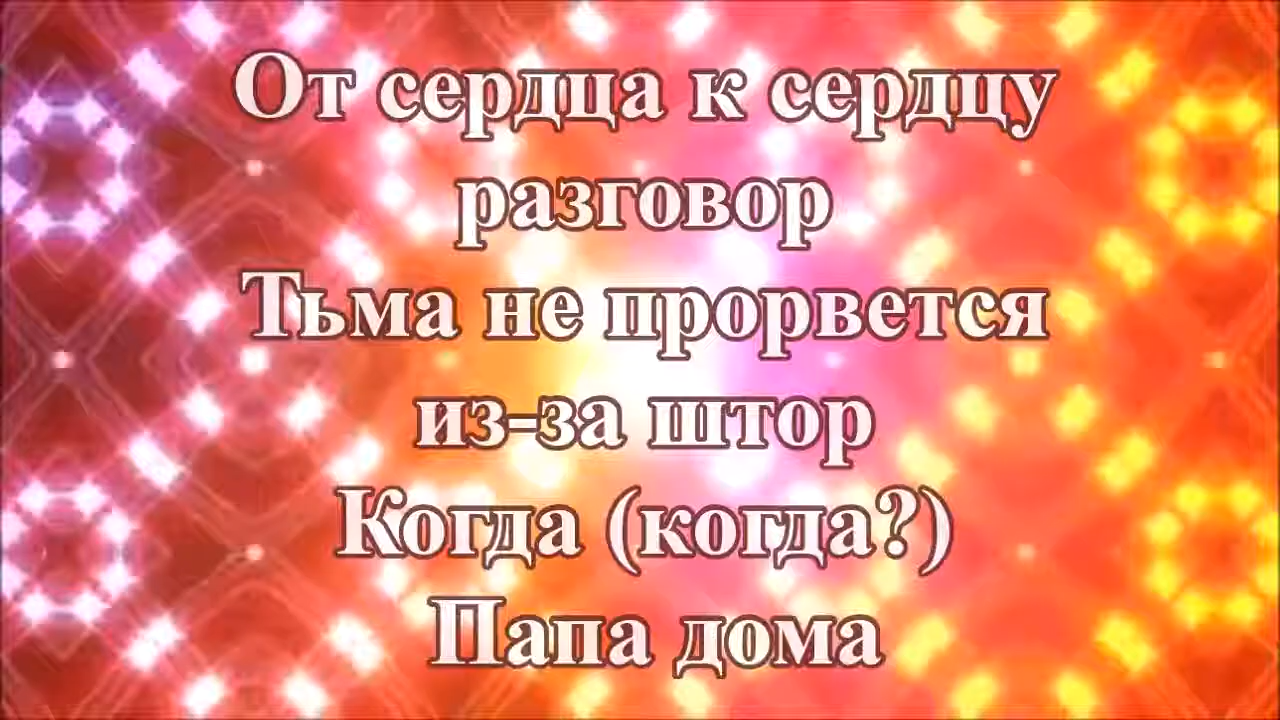 От сердца к сердцу
разговор
Тьма не прорвется
из-за штор
Когда (когда?)
Папа дома